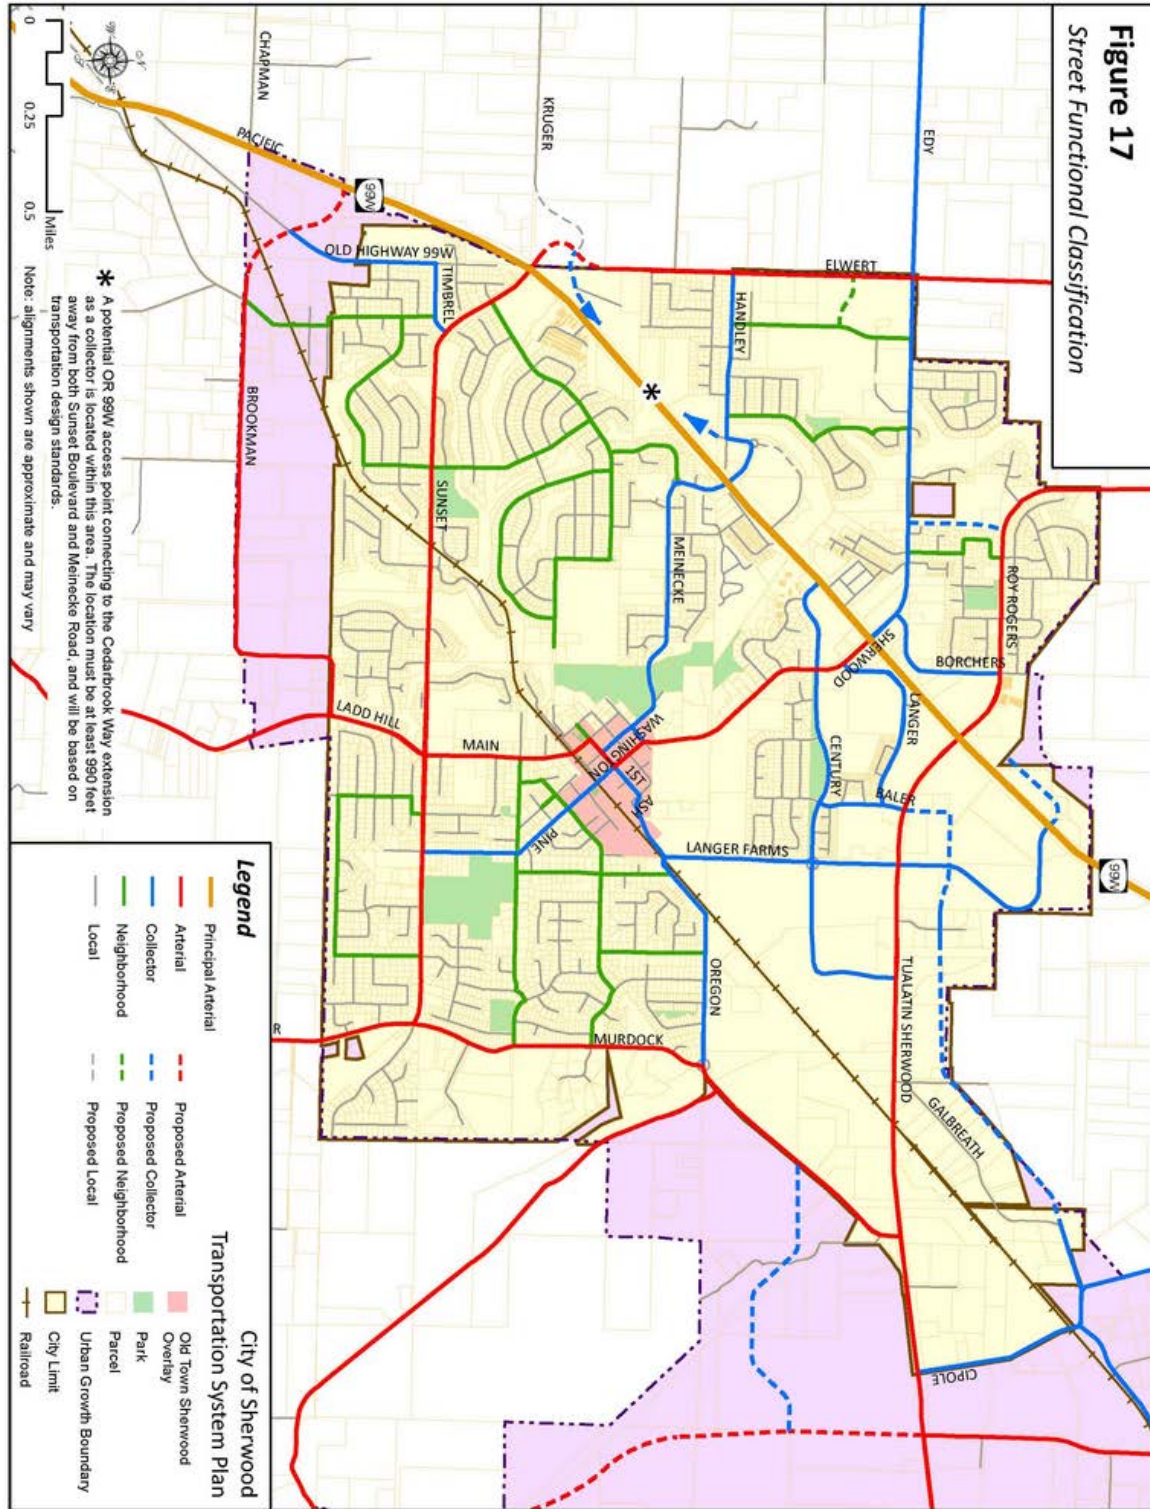 Figure 17
Street Functional Classification
CHAPMAN
KRUGER
EDY
PACIFIC
99W
OLD HIGHWAY 99W
TIMBREL
ELWERT
HANDLEY
BROOKMAN
SUNSET
MEINECKE
ROY ROGERS
SHERWOOD
BORCHERS
LADD HILL
MAIN
WASHINGTON
1ST
ASH
PINE
CENTURY
LANGER
BALER
LANGER FARMS
99W
OREGON
MURDOCK
TUALATIN SHERWOOD
GALBREATH
CIPOLE
R
0 0.25 0.5
Miles
* A potential OR 99W access point connecting to the Cedarbrook Way extension
as a collector is located within this area. The location must be at least 990 feet
away from both Sunset Boulevard and Meinecke Road, and will be based on
transportation design standards.
Note: alignments shown are approximate and may vary
City of Sherwood
Transportation System Plan
Legend
Principal Arterial
Arterial
Collector
Neighborhood
Local
Proposed Arterial
Proposed Collector
Proposed Neighborhood
Proposed Local
Old Town Sherwood
Overlay
Park
Parcel
Urban Growth Boundary
City Limit
Railroad